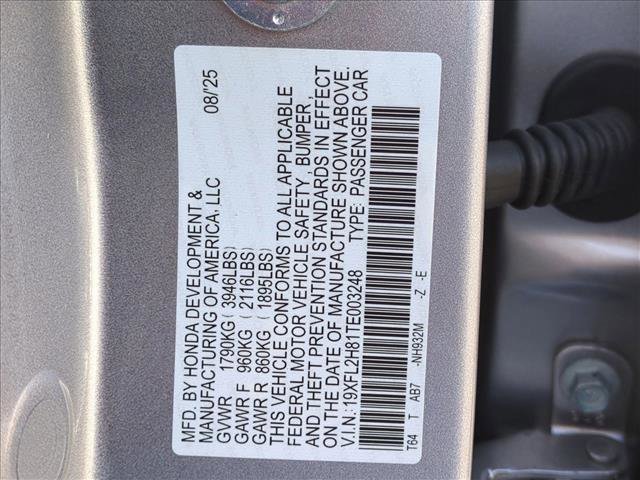 MFD. BY HONDA DEVELOPMENT & 08/'25
MANUFACTURING OF AMERICA, LLC
GVWR 1790KG ( 3946LBS)
GAWR F 960KG ( 2116LBS)
GAWR R 860KG ( 1895LBS)
THIS VEHICLE CONFORMS TO ALL APPLICABLE
FEDERAL MOTOR VEHICLE SAFETY, BUMPER,
AND THEFT PREVENTION STANDARDS IN EFFECT
ON THE DATE OF MANUFACTURE SHOWN ABOVE.
V.I.N.: 19XFL2H81TE003248 TYPE: PASSENGER CAR
T64 T AB7 -NH932M -Z -E